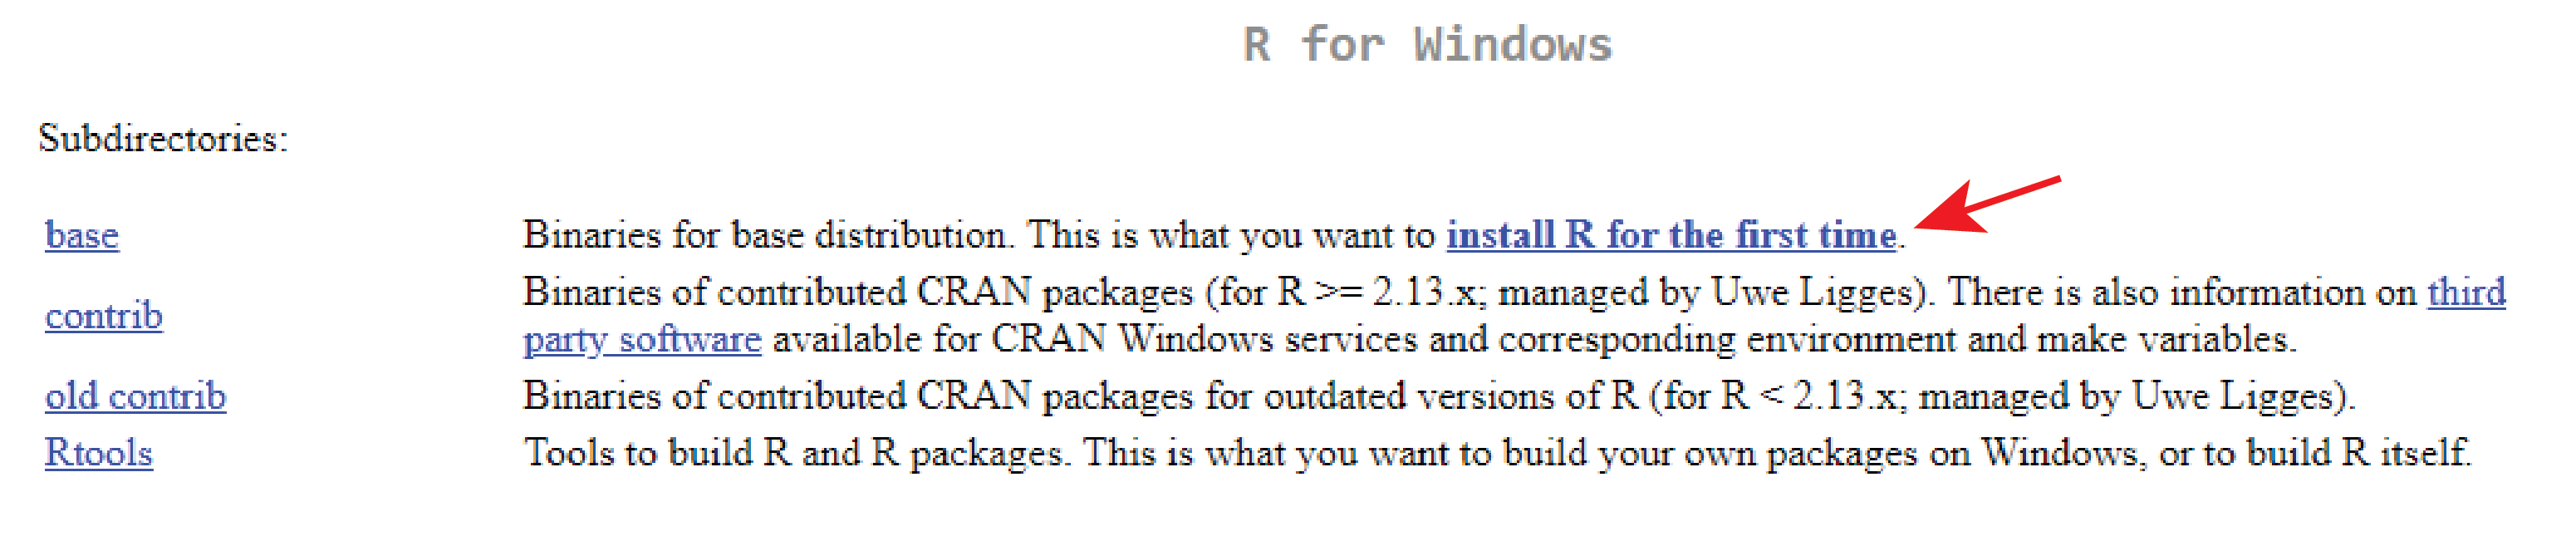 R for Windows
Subdirectories:
base
Binaries for base distribution. This is what you want to install R for the first time.
contrib
Binaries of contributed CRAN packages (for R >= 2.13.x; managed by Uwe Ligges). There is also information on third
party software available for CRAN Windows services and corresponding environment and make variables.
old contrib
Binaries of contributed CRAN packages for outdated versions of R (for R < 2.13.x; managed by Uwe Ligges).
Rtools
Tools to build R and R packages. This is what you want to build your own packages on Windows, or to build R itself.